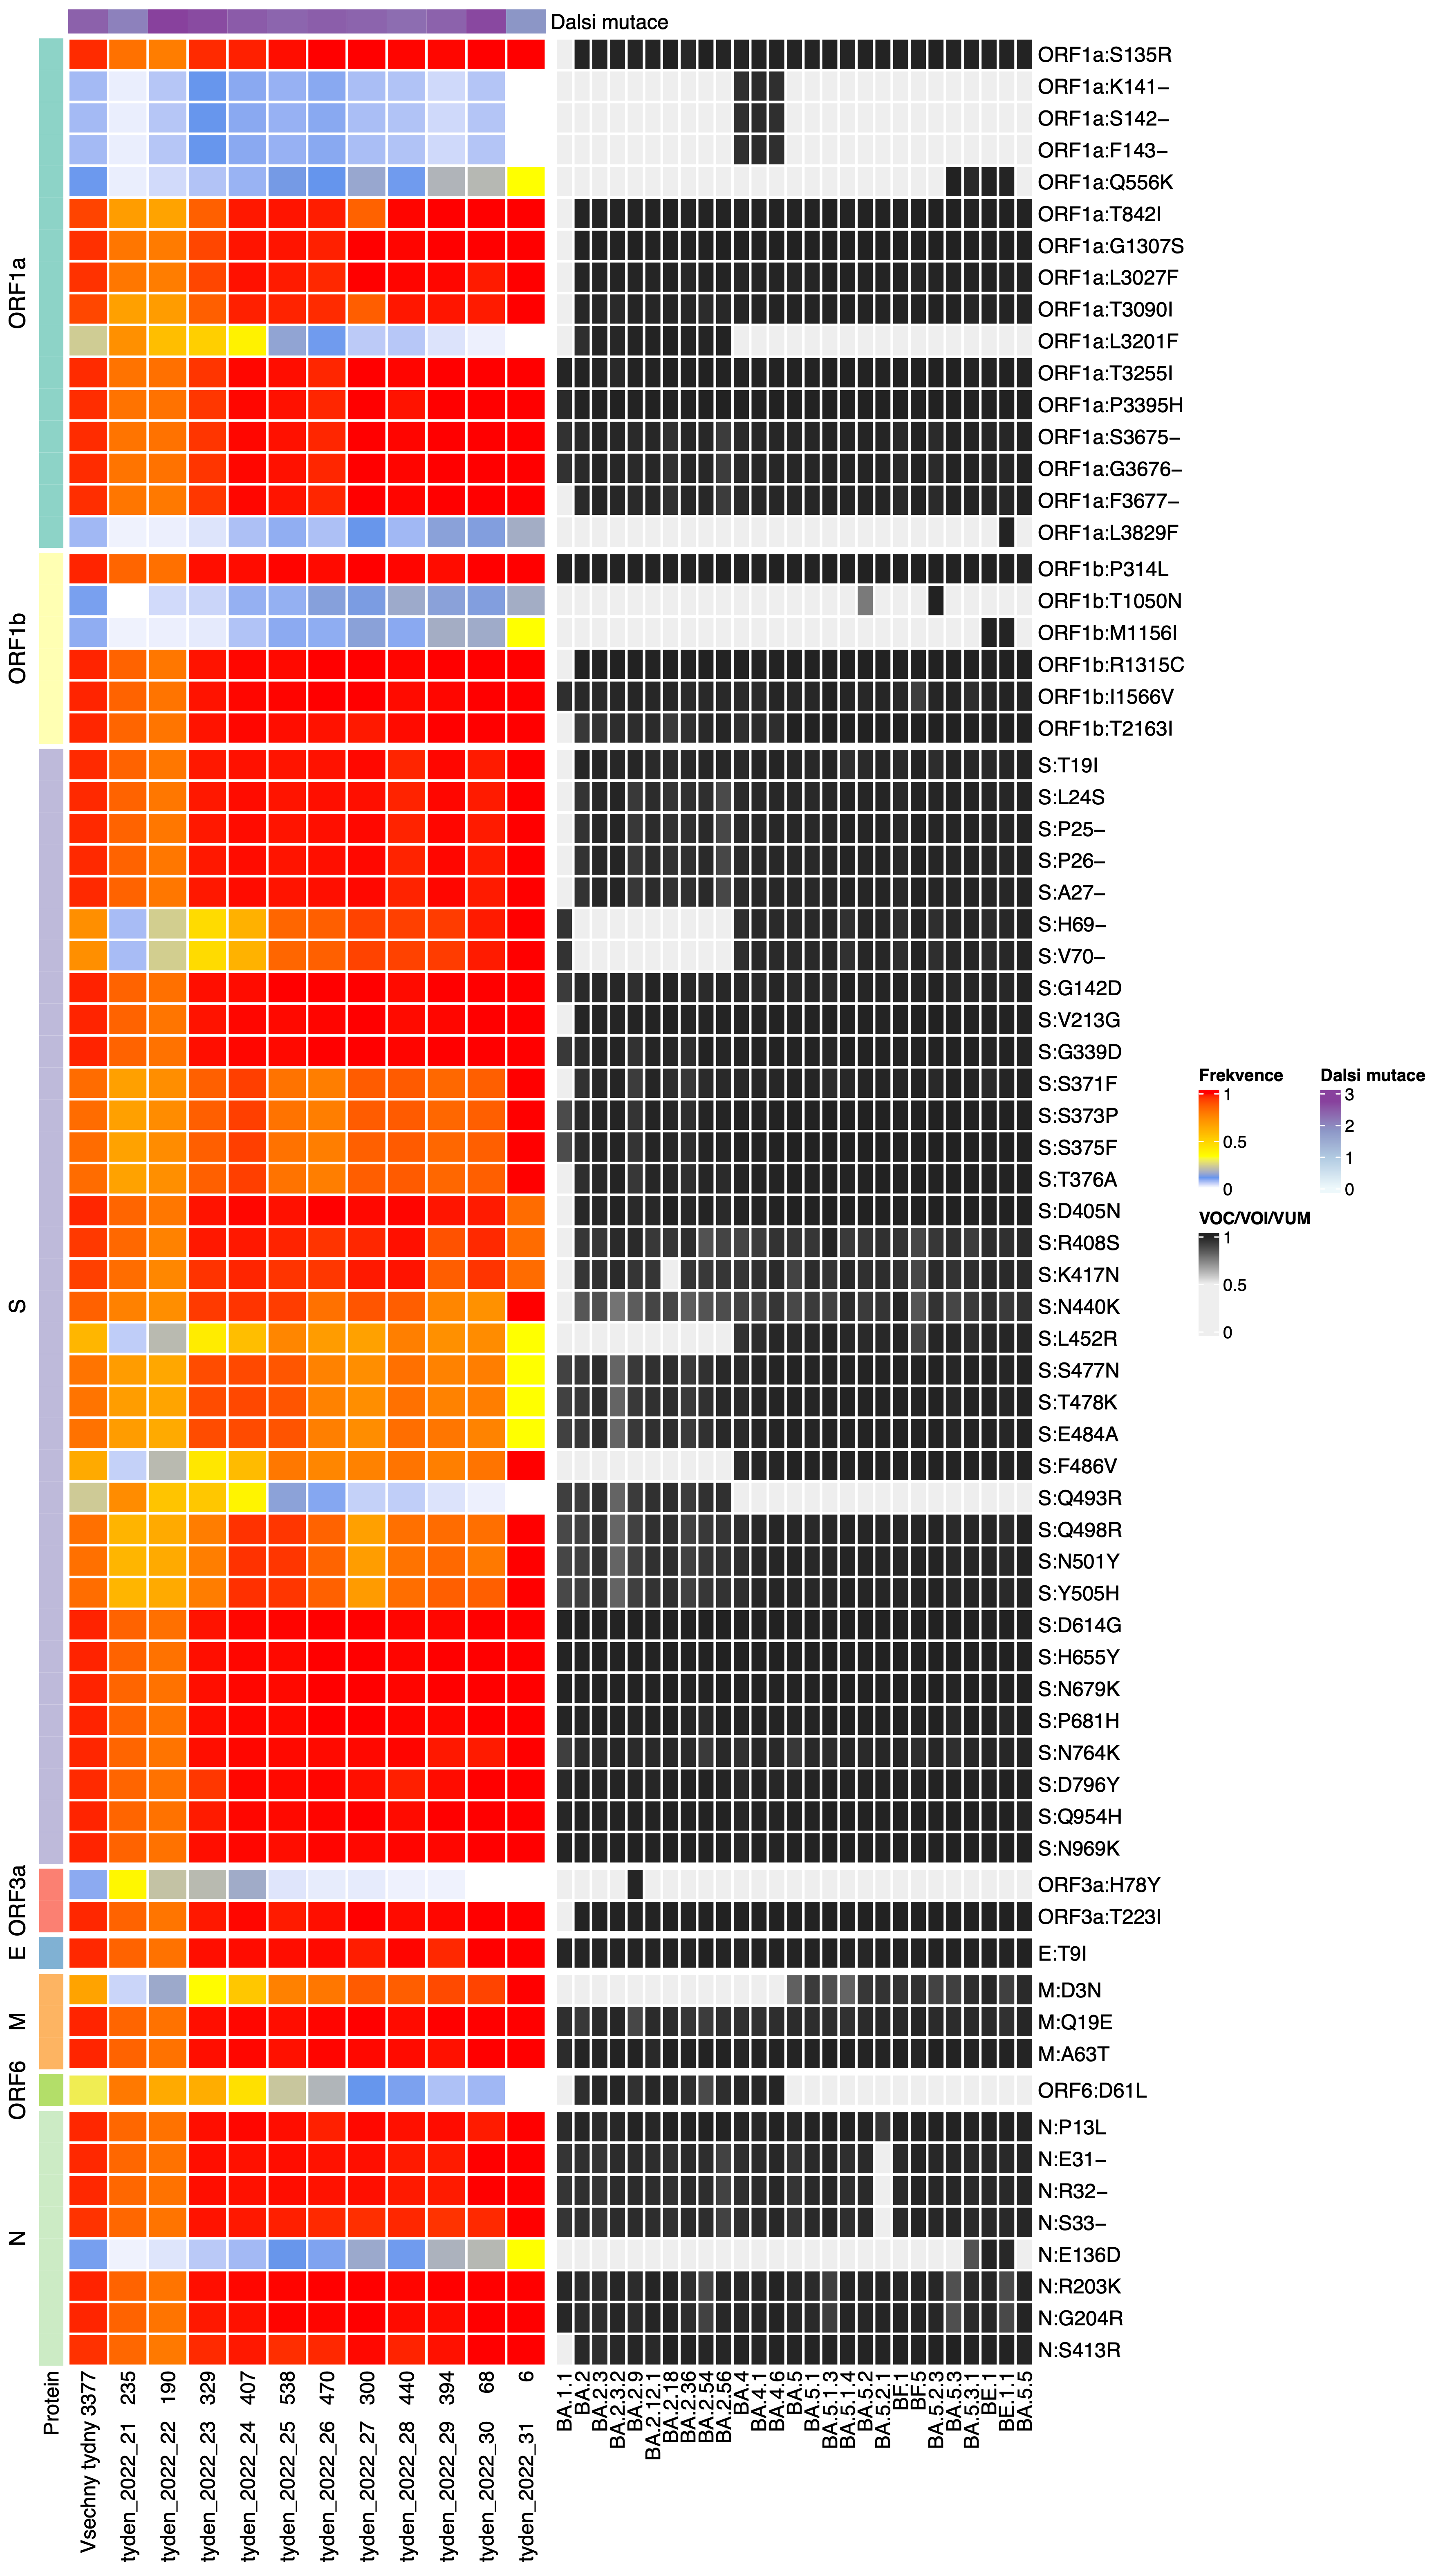 Dalsi mutace
ORF1a:S135R
ORF1a:K141−
ORF1a:S142−
ORF1a:F143−
ORF1a:Q556K
ORF1a:T842I
ORF1a:G1307S
ORF1a:L3027F
ORF1a:T3090I
ORF1a:L3201F
ORF1a:T3255I
ORF1a:P3395H
ORF1a:S3675−
ORF1a:G3676−
ORF1a:F3677−
ORF1a:L3829F
ORF1b:P314L
ORF1b:T1050N
ORF1b:M1156I
ORF1b:R1315C
ORF1b:I1566V
ORF1b:T2163I
S:T19I
S:L24S
S:P25−
S:P26−
S:A27−
S:H69−
S:V70−
S:G142D
S:V213G
S:G339D
S:S371F
S:S373P
S:S375F
S:T376A
S:D405N
S:R408S
S:K417N
S:N440K
S:L452R
S:S477N
S:T478K
S:E484A
S:F486V
S:Q493R
S:Q498R
S:N501Y
S:Y505H
S:D614G
S:H655Y
S:N679K
S:P681H
S:N764K
S:D796Y
S:Q954H
S:N969K
ORF3a:H78Y
ORF3a:T223I
E:T9I
M:D3N
M:Q19E
M:A63T
ORF6:D61L
N:P13L
N:E31−
N:R32−
N:S33−
N:E136D
N:R203K
N:G204R
N:S413R
ORF1a
ORF1b
S
ORF3a
E
M
ORF6
N
Frekvence
1
0.5
0
Dalsi mutace
3
2
1
0
VOC/VOI/VUM
1
0.5
0
Protein
Vsechny tydny 3377
tyden_2022_21 235
tyden_2022_22 190
tyden_2022_23 329
tyden_2022_24 407
tyden_2022_25 538
tyden_2022_26 470
tyden_2022_27 300
tyden_2022_28 440
tyden_2022_29 394
tyden_2022_30 68
tyden_2022_31 6
BA.1.1
BA.2
BA.2.3
BA.2.3.2
BA.2.9
BA.2.12.1
BA.2.18
BA.2.36
BA.2.54
BA.2.56
BA.4
BA.4.1
BA.4.6
BA.5
BA.5.1
BA.5.1.3
BA.5.1.4
BA.5.2
BA.5.2.1
BF.1
BF.5
BA.5.2.3
BA.5.3
BA.5.3.1
BE.1
BE.1.1
BA.5.5